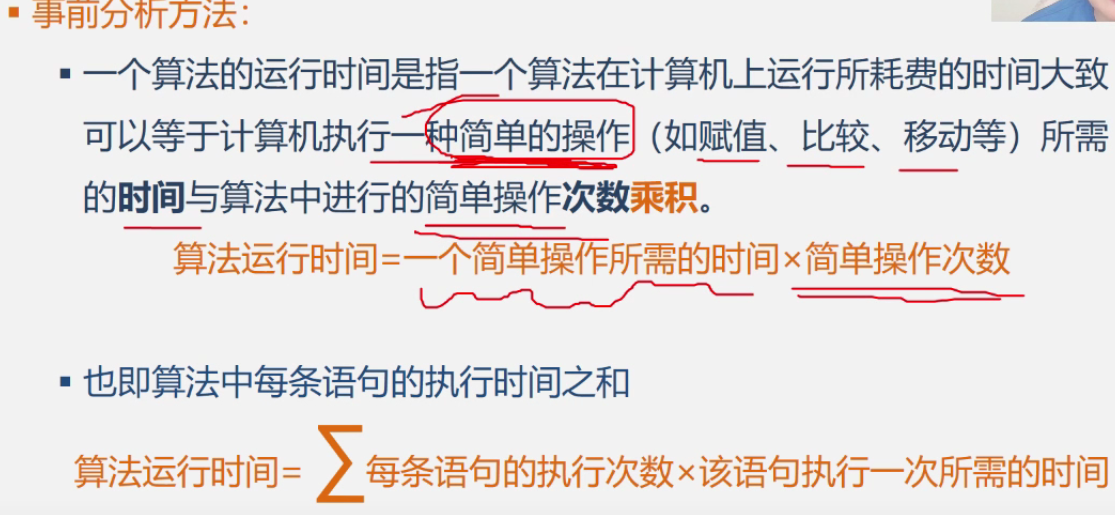 ▪ 事前分析方法：
▪ 一个算法的运行时间是指一个算法在计算机上运行所耗费的时间大致
可以等于计算机执行一种简单的操作（如赋值、比较、移动等）所需
的时间与算法中进行的简单操作次数乘积。
算法运行时间=一个简单操作所需的时间×简单操作次数
▪ 也即算法中每条语句的执行时间之和
算法运行时间= ∑ 每条语句的执行次数×该语句执行一次所需的时间